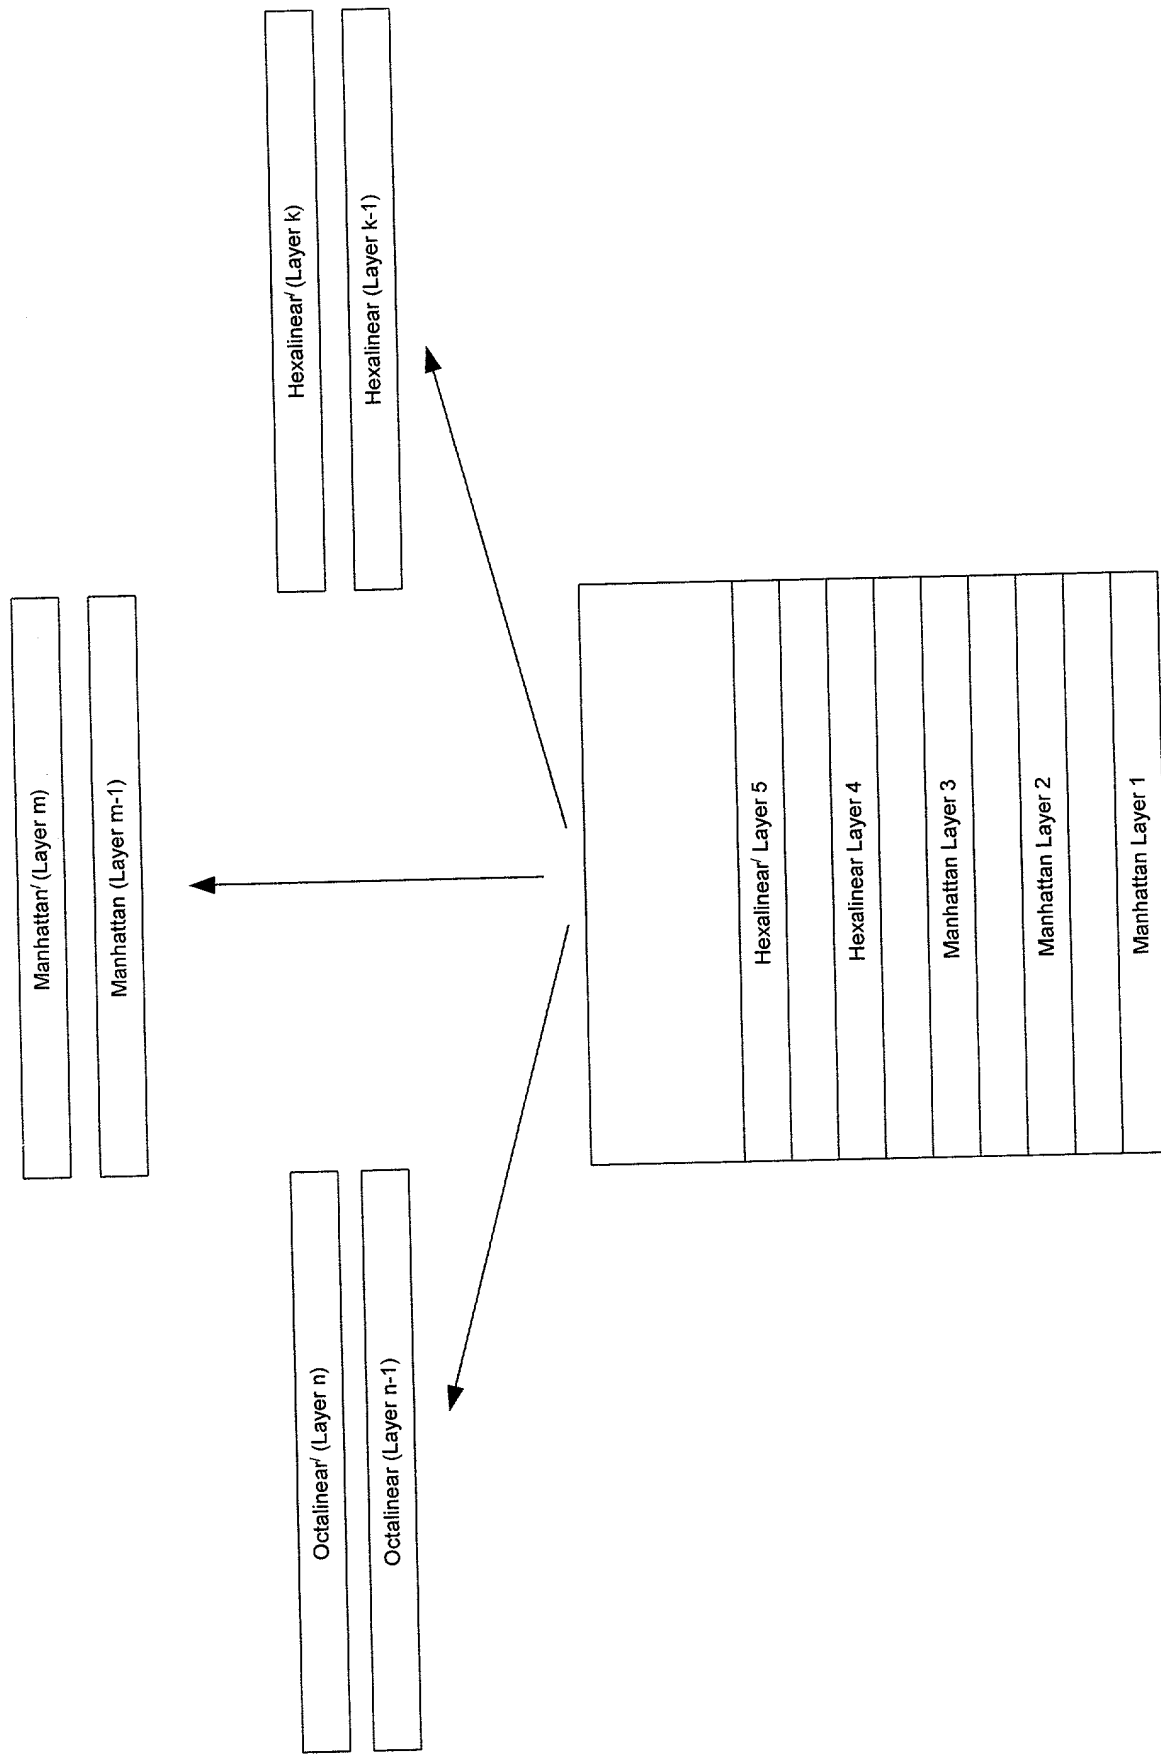 Manhattan′ (Layer m)
Manhattan (Layer m-1)
Octalinear′ (Layer n)
Octalinear (Layer n-1)
Hexalinear′ (Layer k)
Hexalinear (Layer k-1)
Hexalinear′ Layer 5
Hexalinear Layer 4
Manhattan Layer 3
Manhattan Layer 2
Manhattan Layer 1